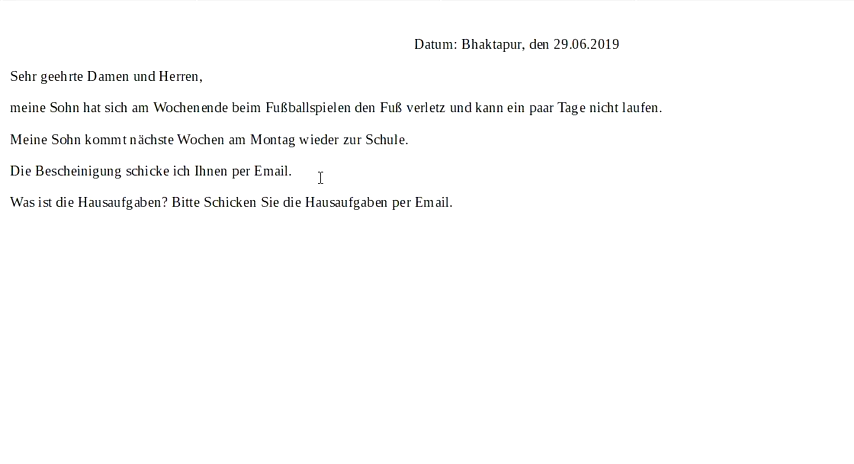 Datum: Bhaktapur, den 29.06.2019
Sehr geehrte Damen und Herren,
meine Sohn hat sich am Wochenende beim Fußballspielen den Fuß verletz und kann ein paar Tage nicht laufen.
Meine Sohn kommt nächste Wochen am Montag wieder zur Schule.
Die Bescheinigung schicke ich Ihnen per Email.
Was ist die Hausaufgaben? Bitte Schicken Sie die Hausaufgaben per Email.